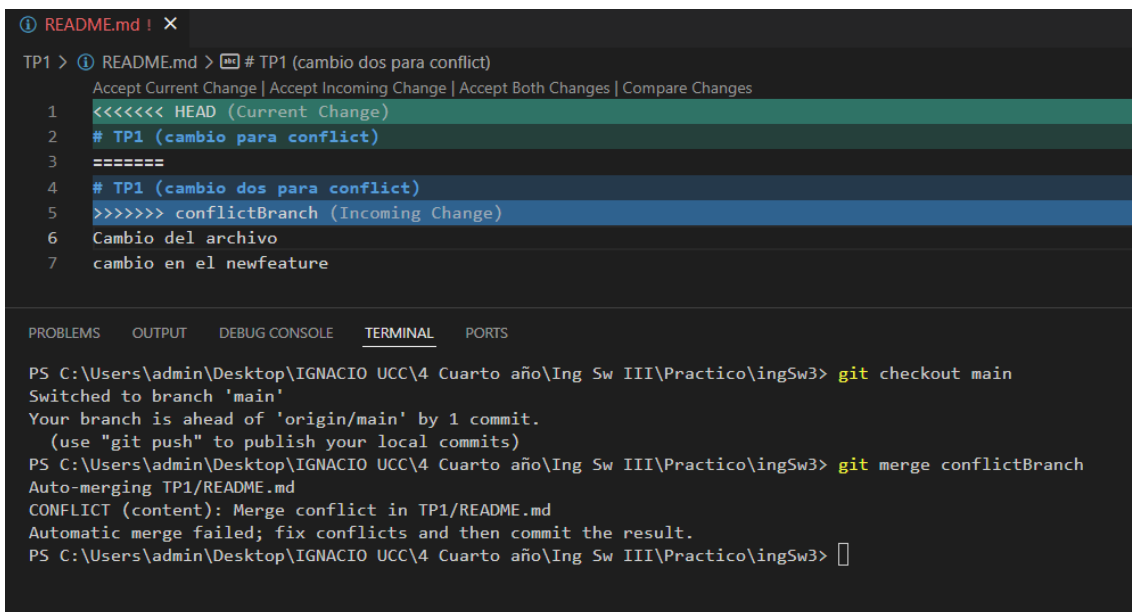 README.md ! ×
TP1 > README.md > # TP1 (cambio dos para conflict)
Accept Current Change | Accept Incoming Change | Accept Both Changes | Compare Changes
1 <<<<<<< HEAD (Current Change)
2 # TP1 (cambio para conflict)
3 =======
4 # TP1 (cambio dos para conflict)
5 >>>>>>> conflictBranch (Incoming Change)
6 Cambio del archivo
7 cambio en el newfeature
PROBLEMS OUTPUT DEBUG CONSOLE TERMINAL PORTS
PS C:\Users\admin\Desktop\IGNACIO UCC\4 Cuarto año\Ing Sw III\Practico\ingSw3> git checkout main
Switched to branch 'main'
Your branch is ahead of 'origin/main' by 1 commit.
  (use "git push" to publish your local commits)
PS C:\Users\admin\Desktop\IGNACIO UCC\4 Cuarto año\Ing Sw III\Practico\ingSw3> git merge conflictBranch
Auto-merging TP1/README.md
CONFLICT (content): Merge conflict in TP1/README.md
Automatic merge failed; fix conflicts and then commit the result.
PS C:\Users\admin\Desktop\IGNACIO UCC\4 Cuarto año\Ing Sw III\Practico\ingSw3>